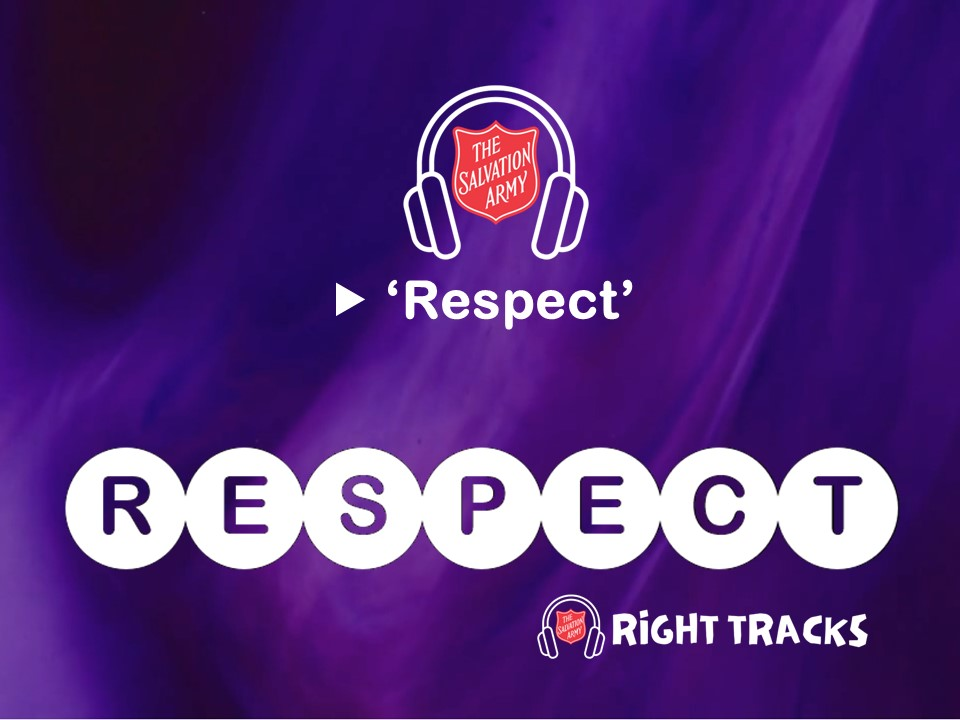 THE
SALVATION
ARMY
‘Respect’
RESPECT
THE
SALVATION
ARMY
RiGHT TRACKS